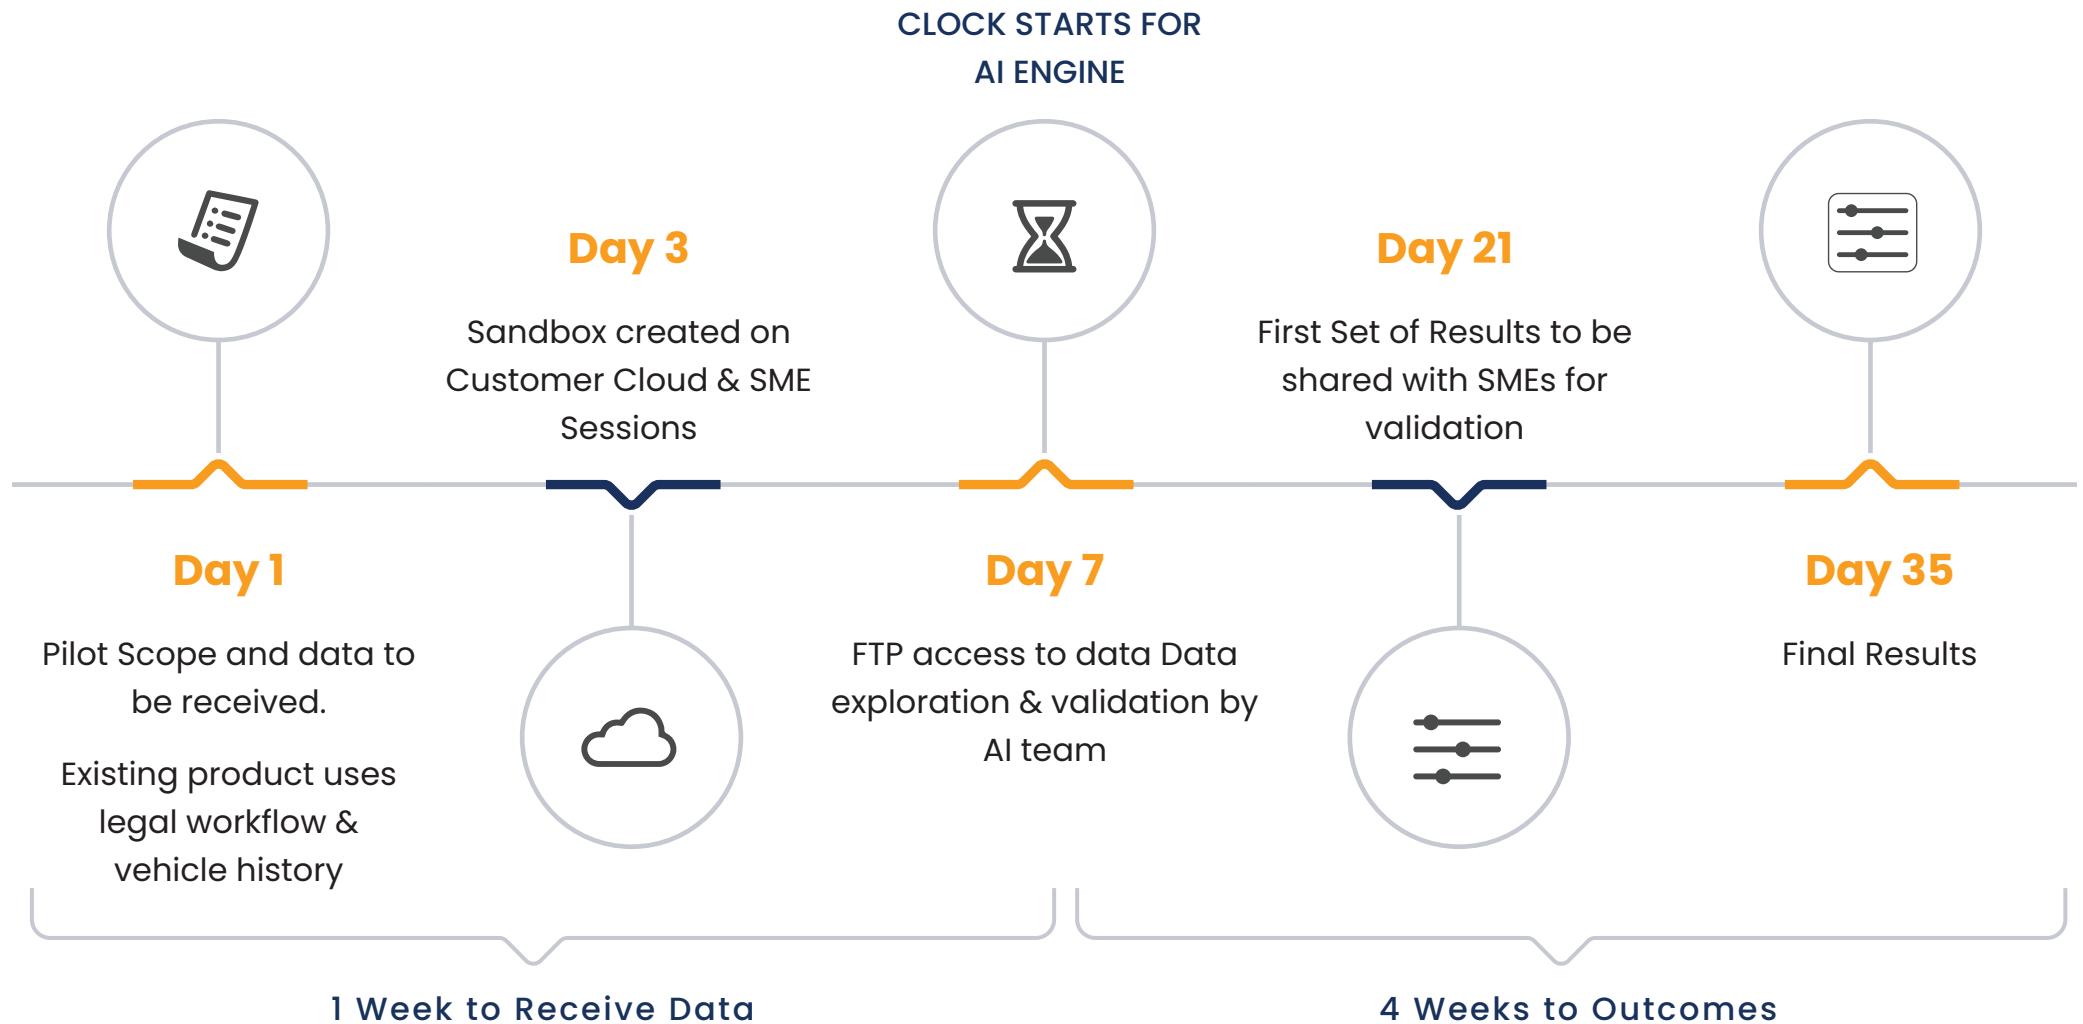 CLOCK STARTS FOR
AI ENGINE
Day 1
Pilot Scope and data to
be received.
Existing product uses
legal workflow &
vehicle history
Day 3
Sandbox created on
Customer Cloud & SME
Sessions
Day 7
FTP access to data Data
exploration & validation by
AI team
Day 21
First Set of Results to be
shared with SMEs for
validation
Day 35
Final Results
1 Week to Receive Data
4 Weeks to Outcomes